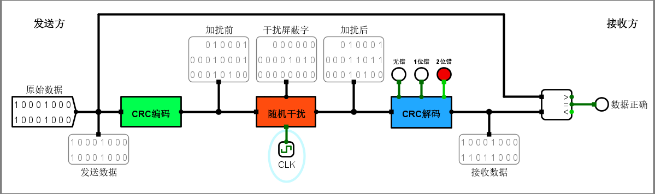 发送方
接收方
加扰前
干扰屏蔽字
加扰后
无错
1位错
2位错
原始数据
10001000
10001000
CRC编码
随机干扰
CRC解码
>
=
<
数据正确
10001000
10001000
发送数据
CLK
11011000
接收数据